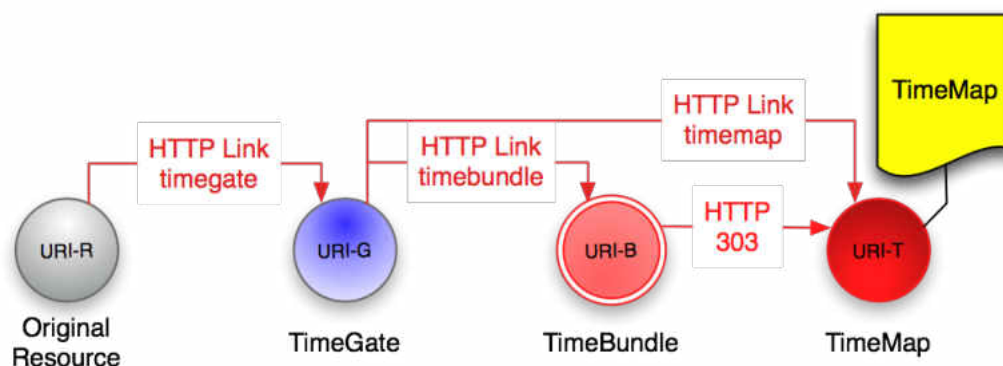 TimeMap
HTTP Link
timemap
HTTP Link
timegate
HTTP Link
timebundle
HTTP
303
URI-R
URI-G
URI-B
URI-T
Original
Resource
TimeGate
TimeBundle
TimeMap